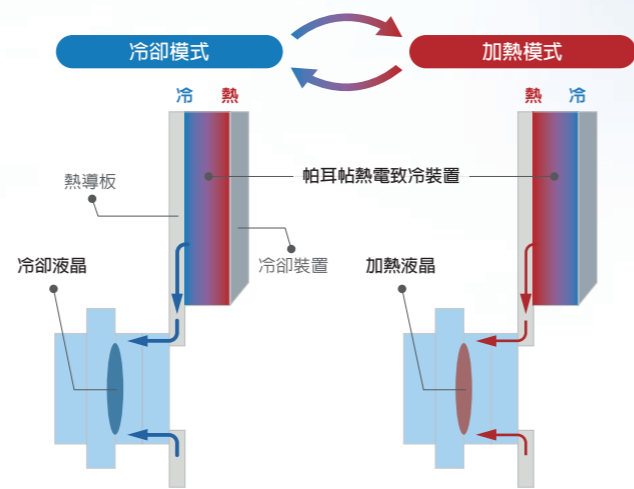 冷卻模式
加熱模式
冷 熱
熱 冷
熱導板
帕耳帖熱電致冷裝置
冷卻液晶
冷卻裝置
加熱液晶